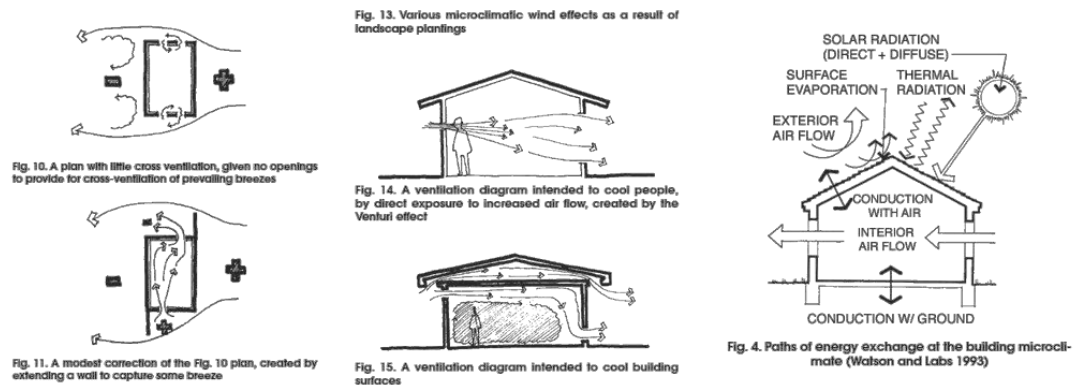 Fig. 10. A plan with little cross ventilation, given no openings
to provide for cross-ventilation of prevailing breezes
Fig. 11. A modest correction of the Fig. 10 plan, created by
extending a wall to capture some breeze
Fig. 13. Various microclimatic wind effects as a result of
landscape plantings
Fig. 14. A ventilation diagram intended to cool people,
by direct exposure to increased air flow, created by the
Venturi effect
Fig. 15. A ventilation diagram intended to cool building
surfaces
SOLAR RADIATION
(DIRECT + DIFFUSE)
SURFACE
EVAPORATION
THERMAL
RADIATION
EXTERIOR
AIR FLOW
CONDUCTION
WITH AIR
INTERIOR
AIR FLOW
CONDUCTION W/ GROUND
Fig. 4. Paths of energy exchange at the building microcli-
mate (Watson and Labs 1993)